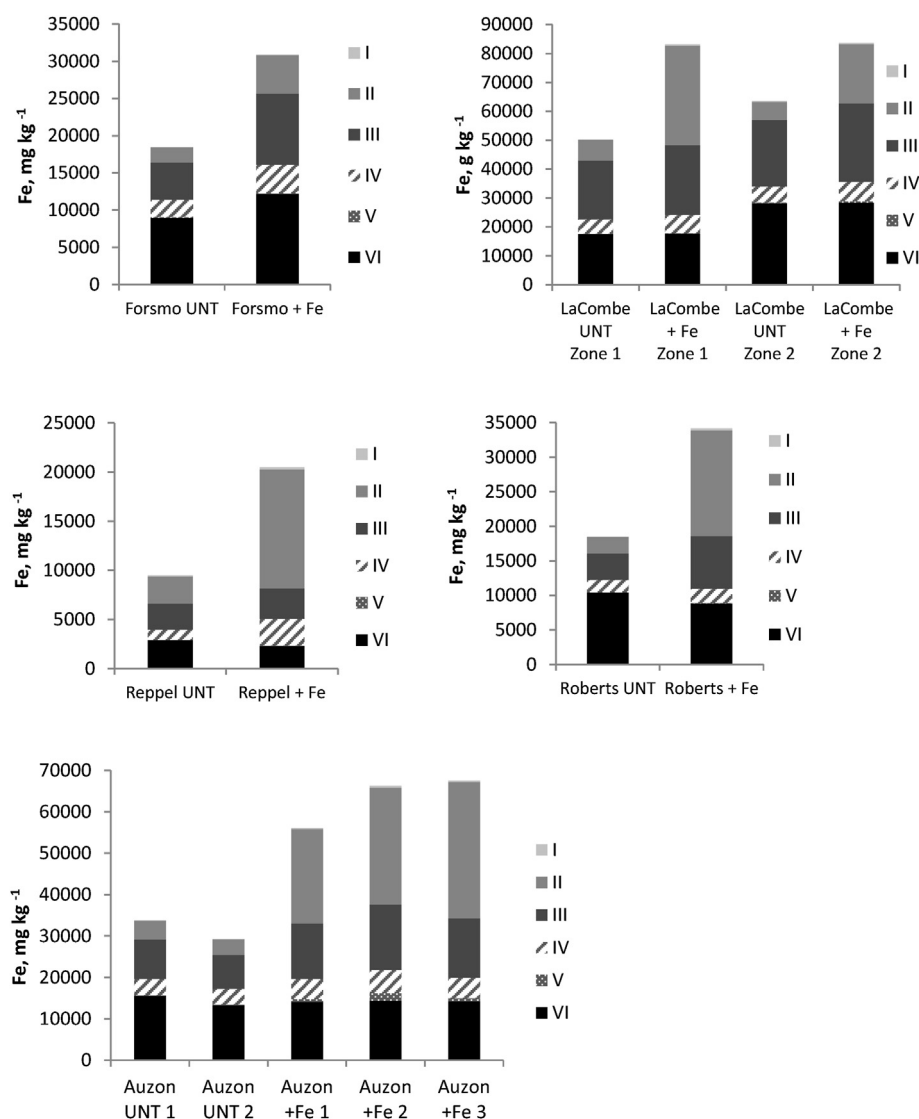 35000
30000
25000
20000
15000
10000
5000
0
Fe, mg kg -1
Forsmo UNT Forsmo + Fe
I
II
III
IV
V
VI
90000
80000
70000
60000
50000
40000
30000
20000
10000
0
Fe, g kg -1
LaCombe LaCombe LaCombe LaCombe
UNT + Fe UNT + Fe
Zone 1 Zone 1 Zone 2 Zone 2
I
II
III
IV
V
VI
25000
20000
15000
10000
5000
0
Fe, mg kg -1
Reppel UNT Reppel + Fe
I
II
III
IV
V
VI
35000
30000
25000
20000
15000
10000
5000
0
Fe, mg kg -1
Roberts UNT Roberts + Fe
I
II
III
IV
V
VI
70000
60000
50000
40000
30000
20000
10000
0
Fe, mg kg -1
Auzon Auzon Auzon Auzon Auzon
UNT 1 UNT 2 +Fe 1 +Fe 2 +Fe 3
I
II
III
IV
V
VI